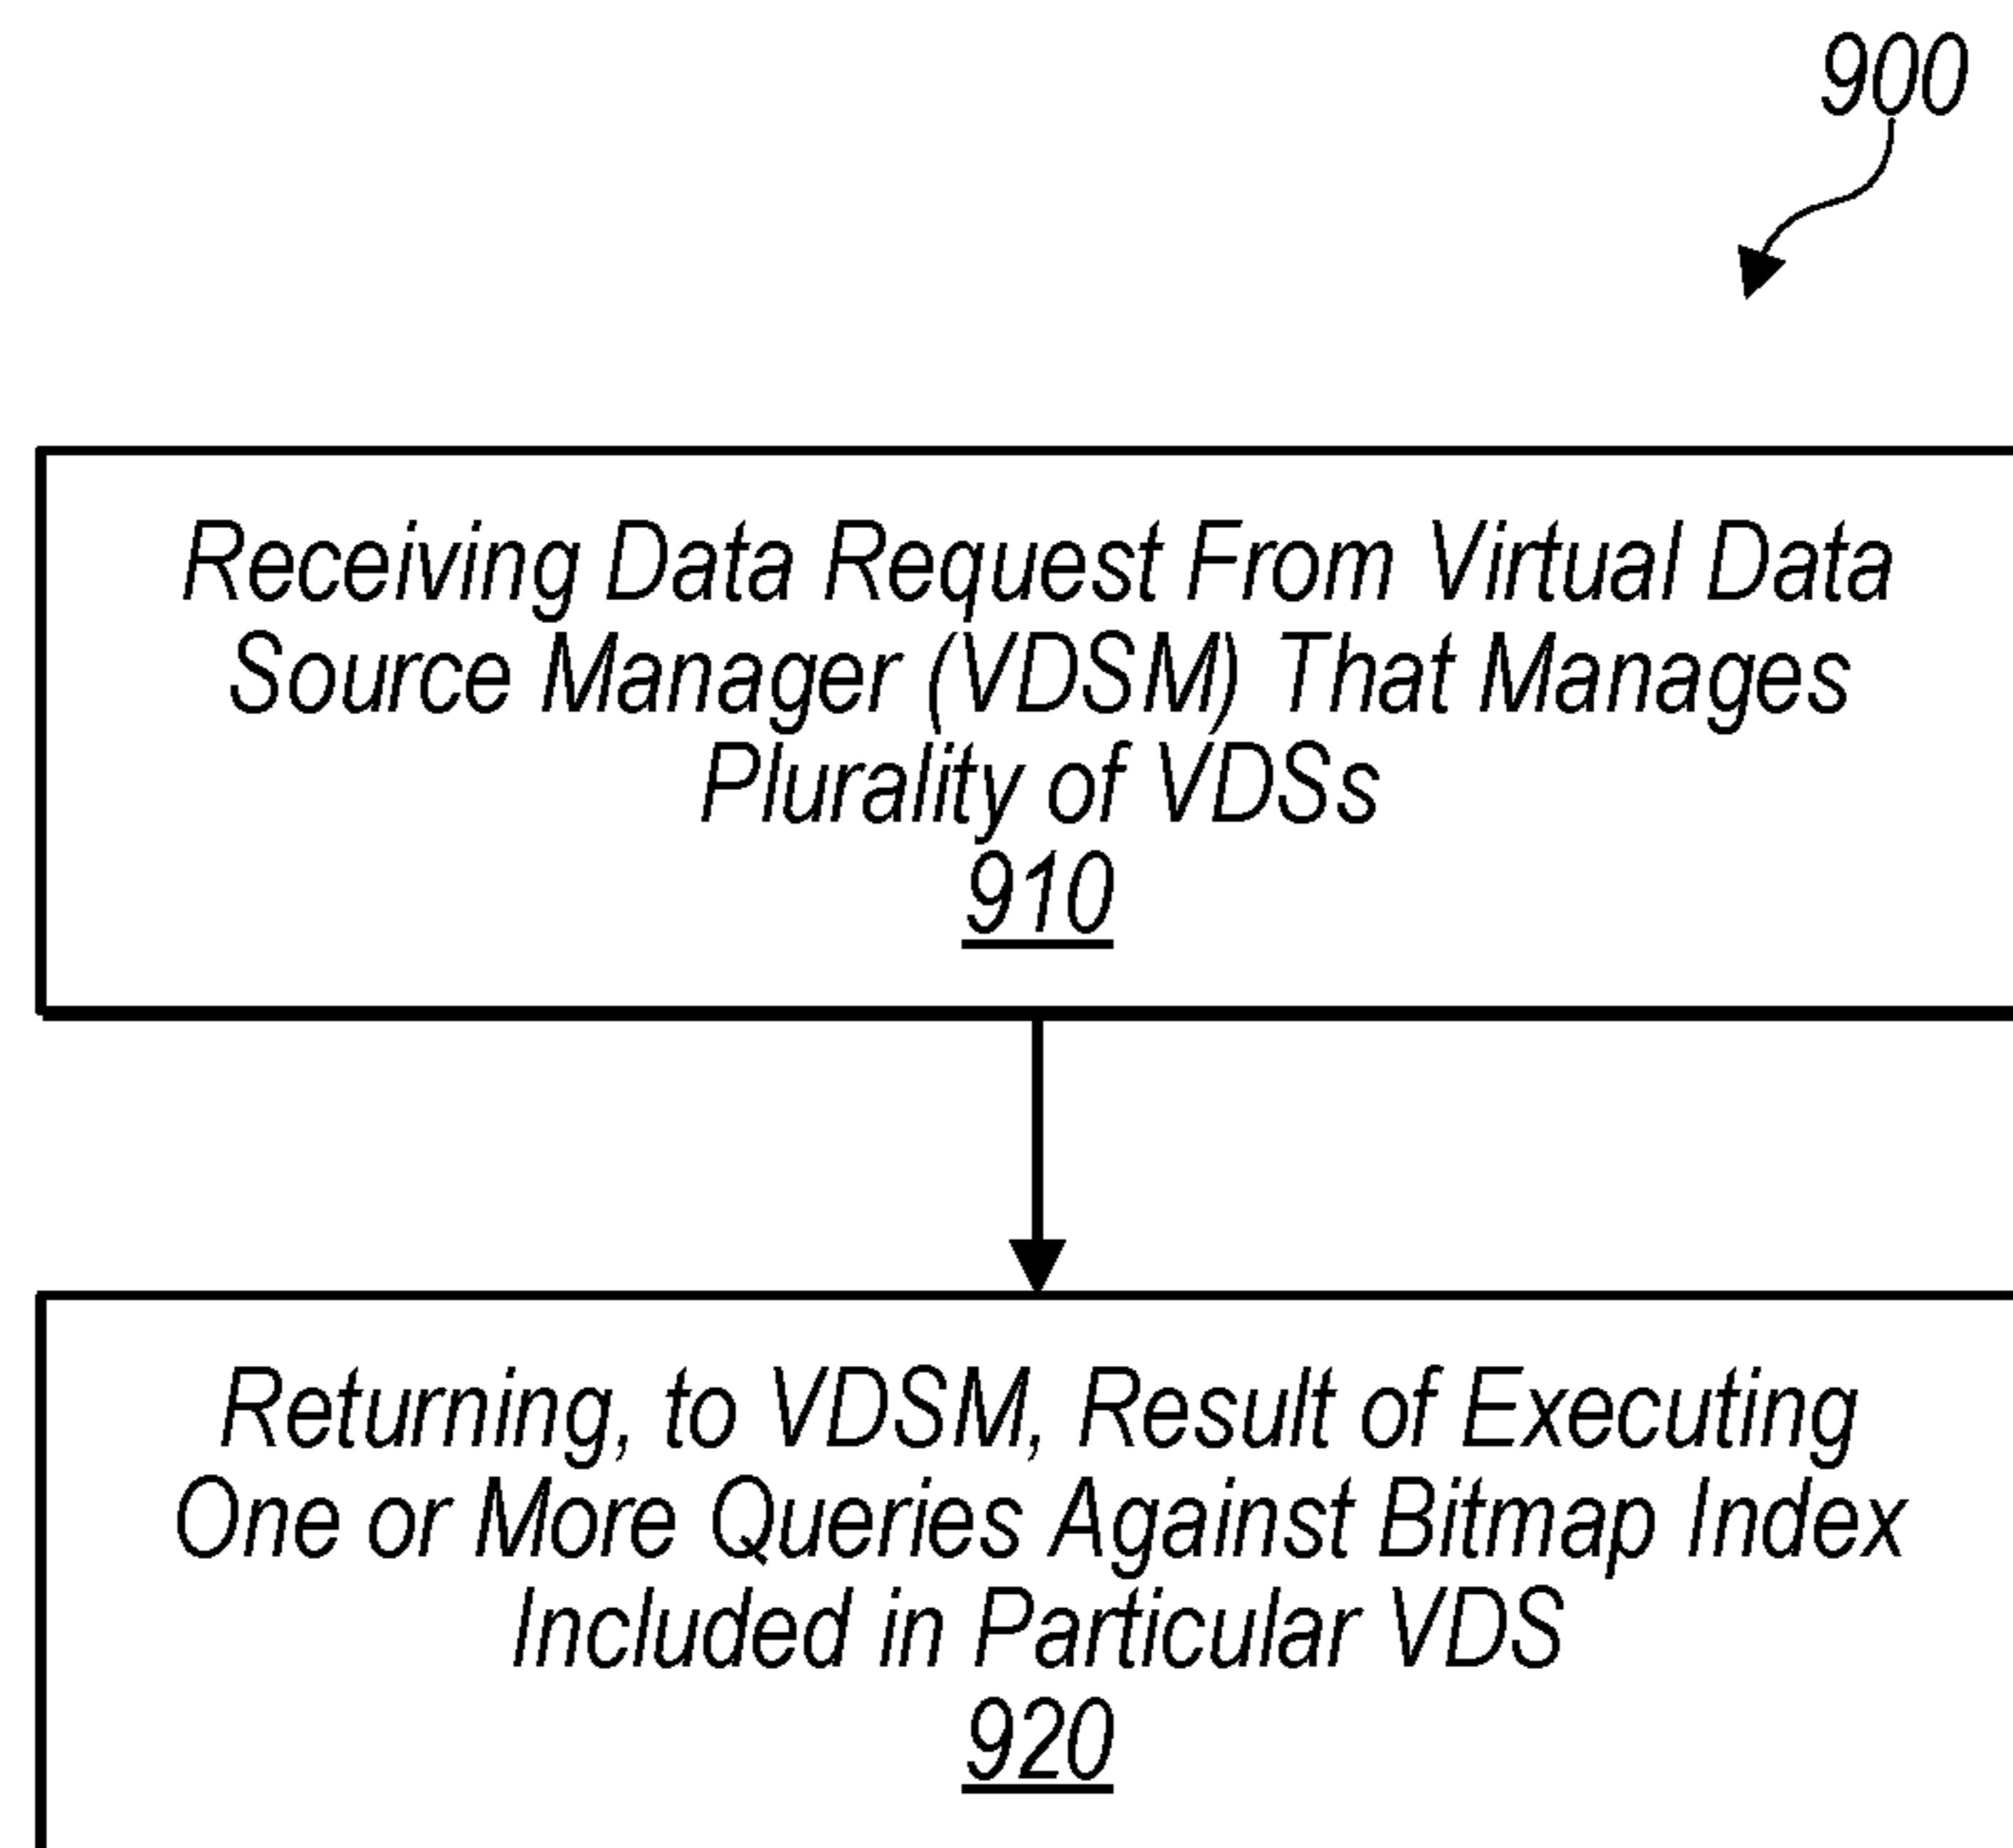 900
Receiving Data Request From Virtual Data
Source Manager (VDSM) That Manages
Plurality of VDSs
910
Returning, to VDSM, Result of Executing
One or More Queries Against Bitmap Index
Included in Particular VDS
920